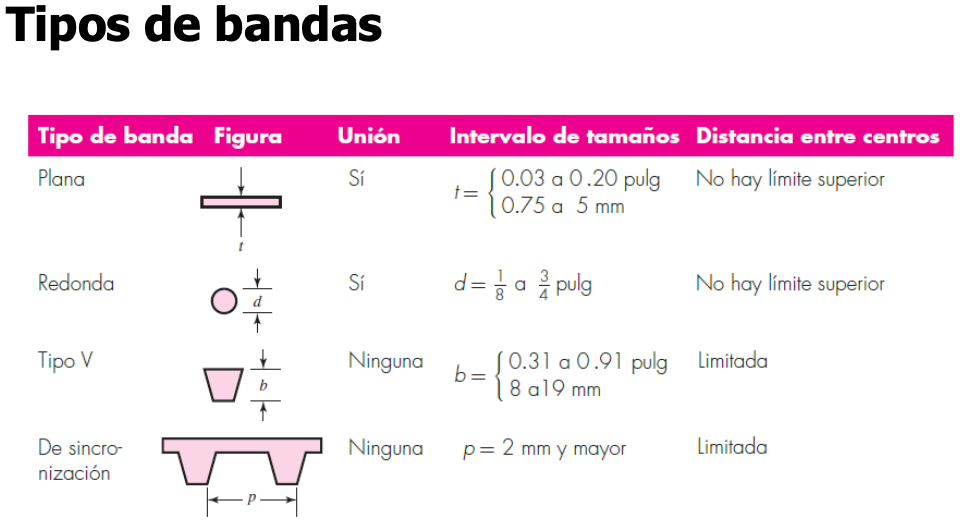 Tipos de bandas
Tipo de banda Figura Unión Intervalo de tamaños Distancia entre centros
Plana t Sí t = { 0.03 a 0.20 pulg No hay límite superior
0.75 a 5 mm
Redonda d Sí d = 1/8 a 3/4 pulg No hay límite superior
Tipo V b Ninguna b = { 0.31 a 0.91 pulg Limitada
8 a19 mm
De sincro- Ninguna p = 2 mm y mayor Limitada
nización
p